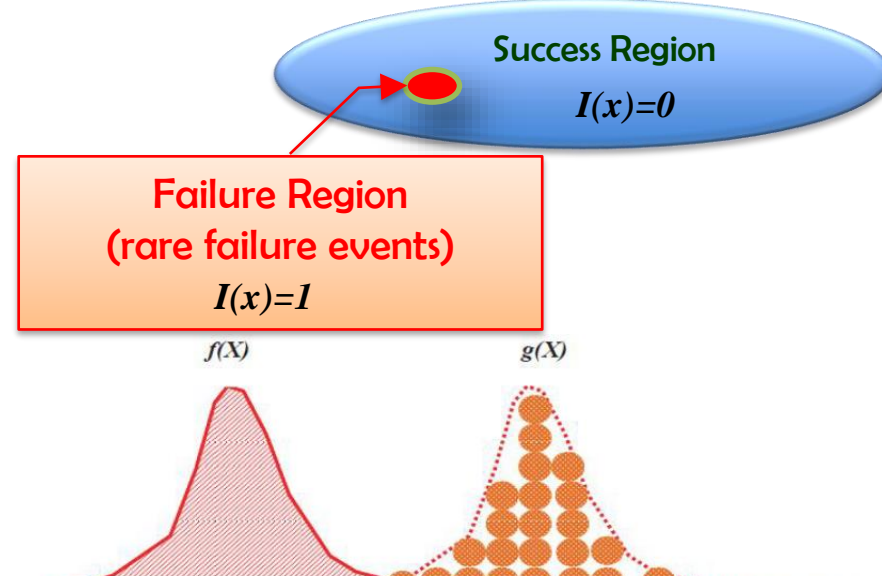 Success Region
I(x)=0
Failure Region
(rare failure events)
I(x)=1
f(X)
g(X)